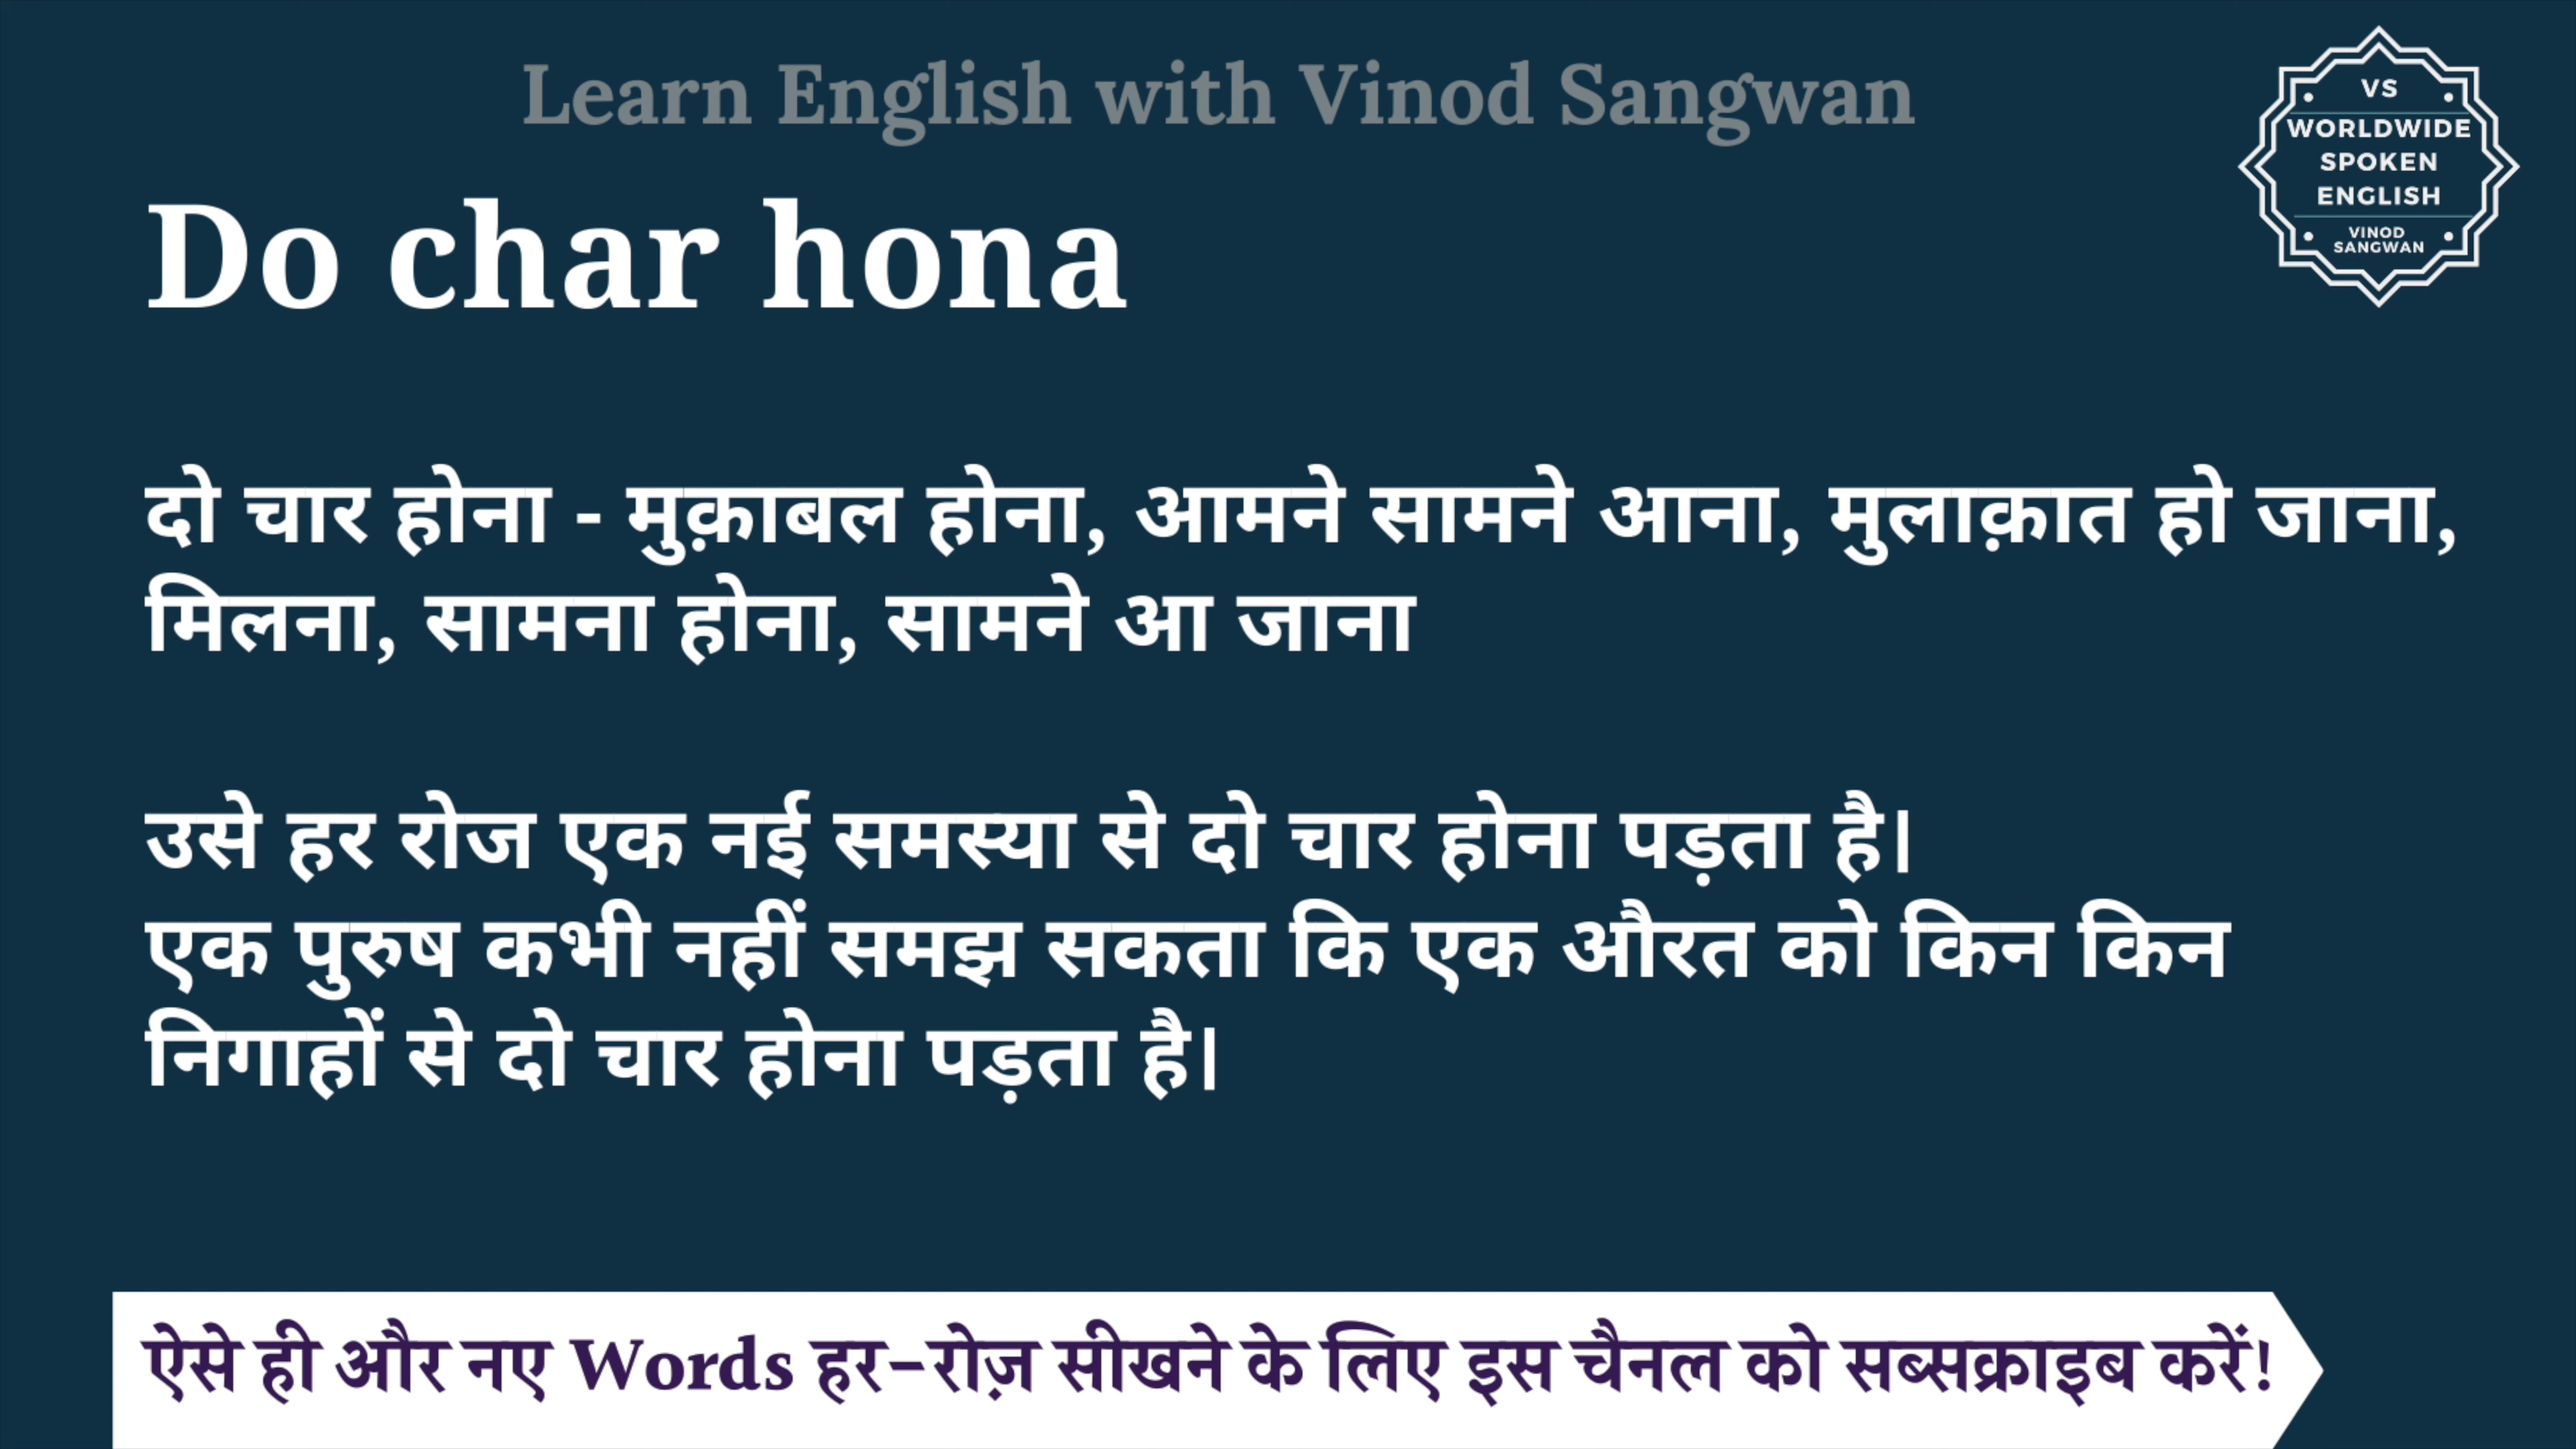 Learn English with Vinod Sangwan
VS
WORLDWIDE
SPOKEN
ENGLISH
VINOD
SANGWAN
Do char hona
दो चार होना - मुक़ाबल होना, आमने सामने आना, मुलाक़ात हो जाना,
मिलना, सामना होना, सामने आ जाना
उसे हर रोज एक नई समस्या से दो चार होना पड़ता है।
एक पुरुष कभी नहीं समझ सकता कि एक औरत को किन किन
निगाहों से दो चार होना पड़ता है।
ऐसे ही और नए Words हर-रोज़ सीखने के लिए इस चैनल को सब्सक्राइब करें!